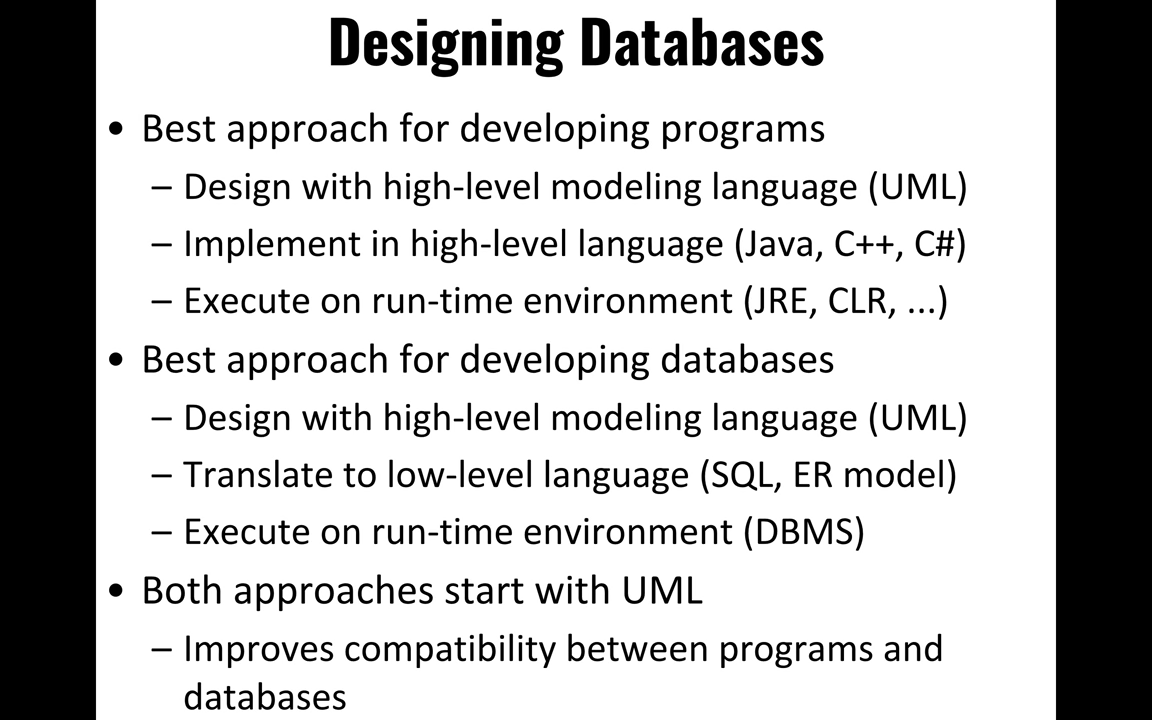 Designing Databases
• Best approach for developing programs
– Design with high-level modeling language (UML)
– Implement in high-level language (Java, C++, C#)
– Execute on run-time environment (JRE, CLR, ...)
• Best approach for developing databases
– Design with high-level modeling language (UML)
– Translate to low-level language (SQL, ER model)
– Execute on run-time environment (DBMS)
• Both approaches start with UML
– Improves compatibility between programs and
databases